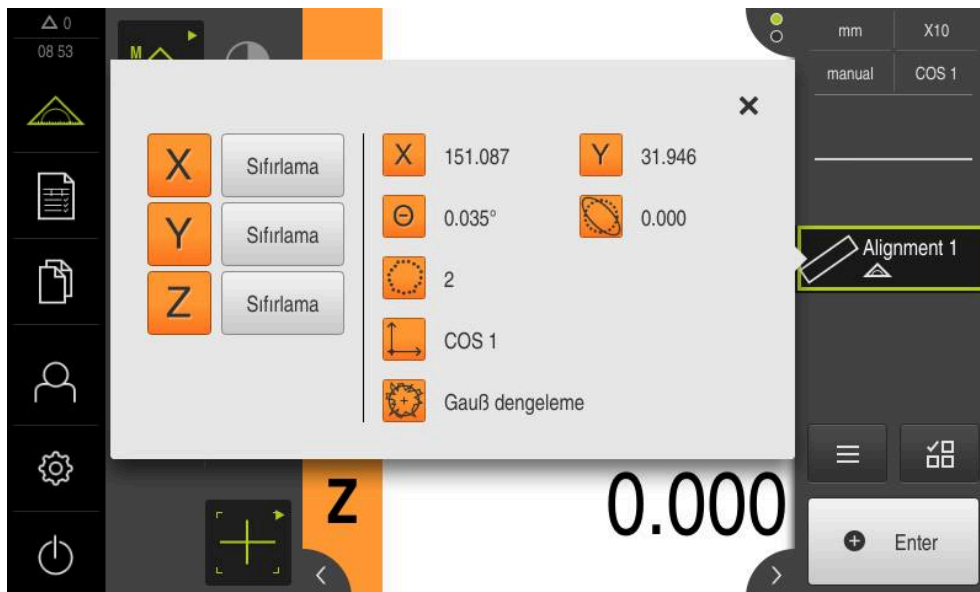 0
08 53
M
mm X10
manual COS 1
X Sıfırlama
Y Sıfırlama
Z Sıfırlama
X 151.087 Y 31.946
Θ 0.035° 0.000
2
COS 1
Gauß dengeleme
Alignment 1
Z 0.000
Enter